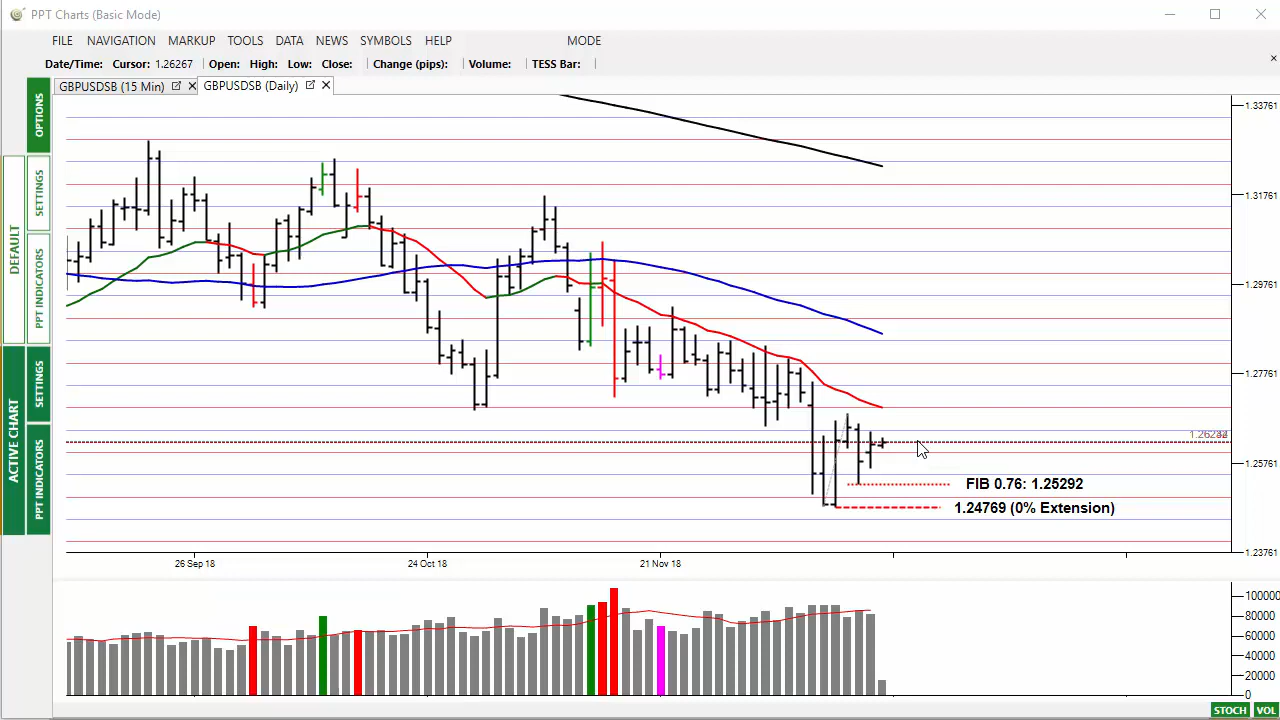 PPT Charts (Basic Mode)
FILE NAVIGATION MARKUP TOOLS DATA NEWS SYMBOLS HELP MODE
Date/Time: Cursor: 1.26267 Open: High: Low: Close: Change (pips): Volume: TESS Bar:
GBPUSDSB (15 Min) GBPUSDSB (Daily)
OPTIONS
SETTINGS
DEFAULT
PPT INDICATORS
SETTINGS
ACTIVE CHART
PPT INDICATORS
1.33761
1.31761
1.29761
1.27761
1.25761
FIB 0.76: 1.25292
1.24769 (0% Extension)
1.23761
26 Sep 18 24 Oct 18 21 Nov 18
100000
80000
60000
40000
20000
0
STOCH VOL